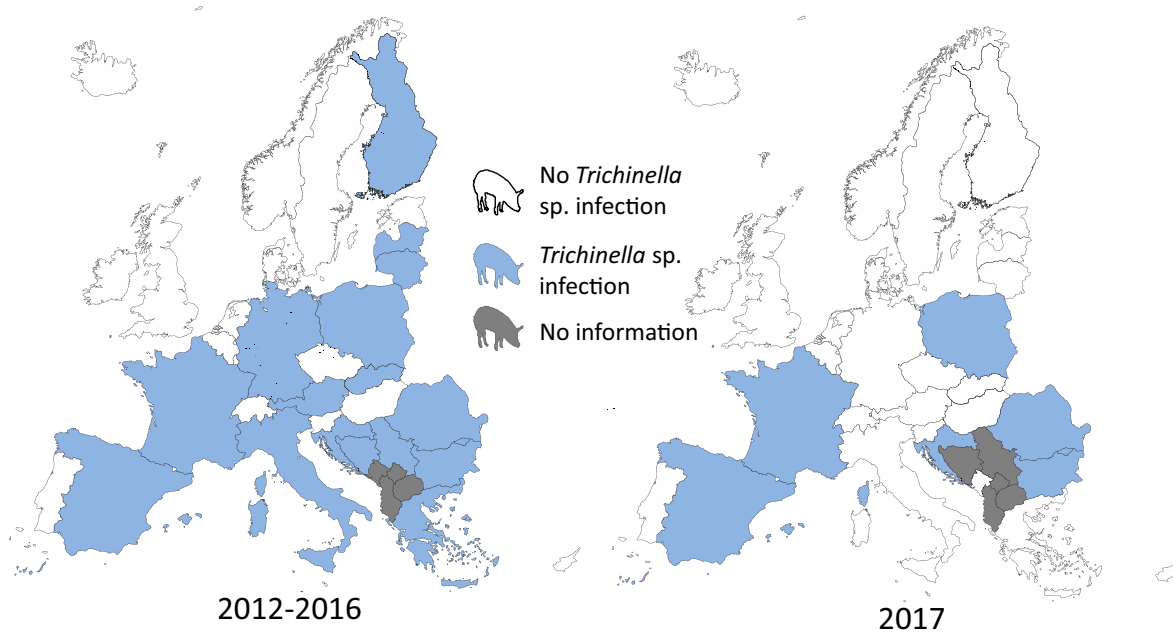 No Trichinella
sp. infection
Trichinella sp.
infection
No information
2012-2016
2017